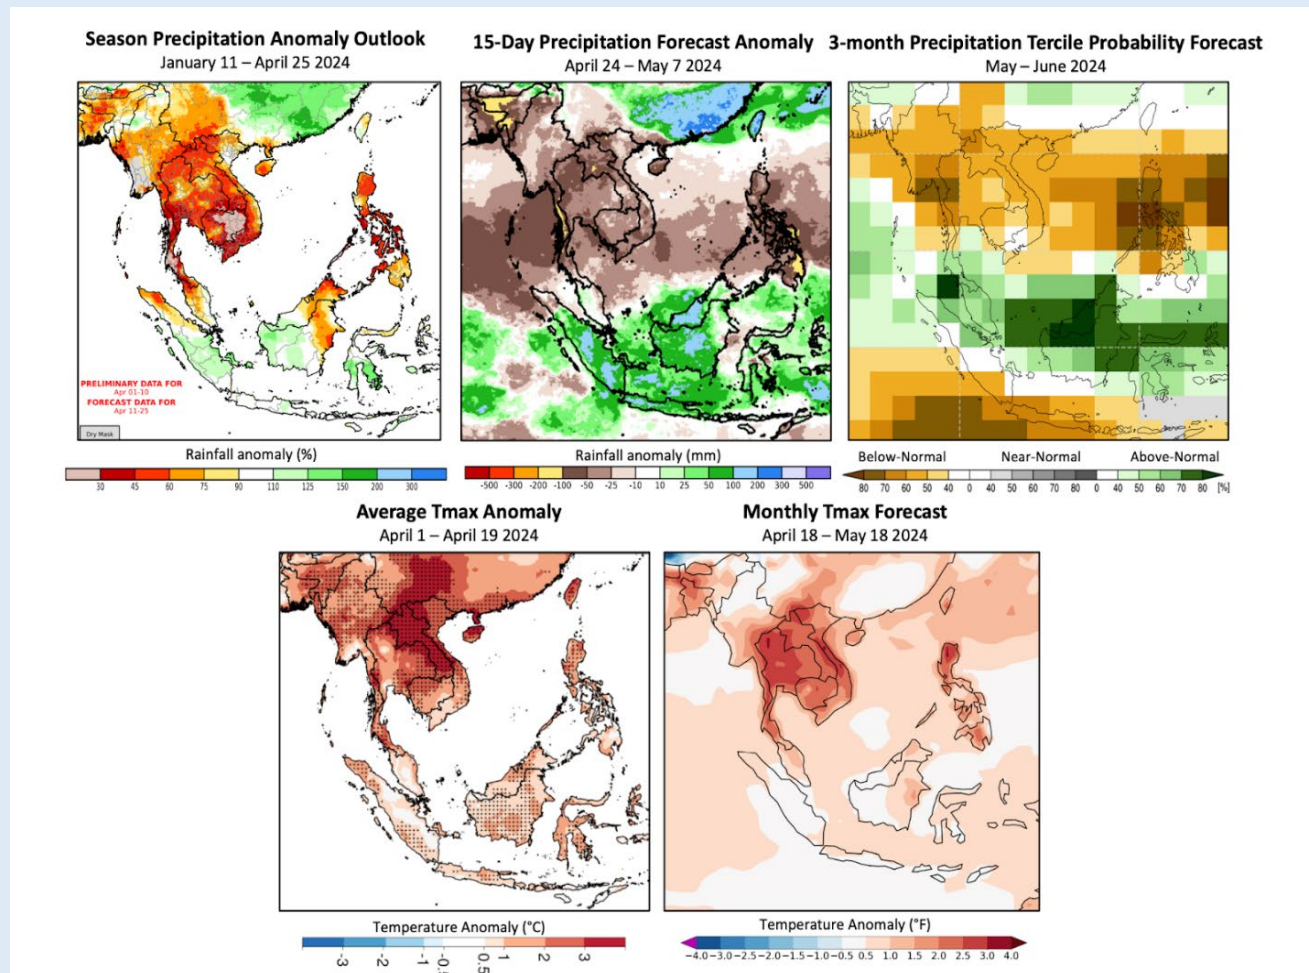 Season Precipitation Anomaly Outlook
January 11 – April 25 2024
15-Day Precipitation Forecast Anomaly
April 24 – May 7 2024
3-month Precipitation Tercile Probability Forecast
May – June 2024
PRELIMINARY DATA FOR
Apr 01-10
FORECAST DATA FOR
Apr 11-25
Dry Mask
Rainfall anomaly (%)
30 45 60 75 90 110 125 150 200 300
Rainfall anomaly (mm)
-500 -300 -200 -100 -50 -25 -10 10 25 50 100 200 300 500
Below-Normal Near-Normal Above-Normal
80 70 60 50 40 0 40 50 60 70 80 0 40 50 60 70 80 [%]
Average Tmax Anomaly
April 1 – April 19 2024
Monthly Tmax Forecast
April 18 – May 18 2024
Temperature Anomaly (°C)
-3 -2 -1 -0.5 0.5 1 2 3
Temperature Anomaly (°F)
-4.0 -3.0 -2.5 -2.0 -1.5 -1.0 -0.5 0.5 1.0 1.5 2.0 2.5 3.0 4.0